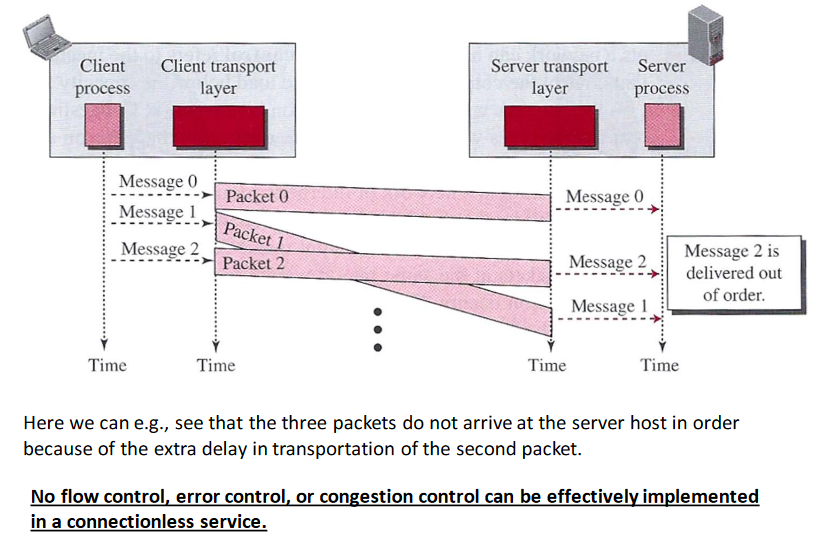 Client process
Client transport layer
Server transport layer
Server process
Message 0
Packet 0
Message 0
Message 1
Packet 1
Message 2
Packet 2
Message 2
Message 1
Message 2 is
delivered out
of order.
Time
Time
Time
Time
Here we can e.g., see that the three packets do not arrive at the server host in order
because of the extra delay in transportation of the second packet.
No flow control, error control, or congestion control can be effectively implemented
in a connectionless service.